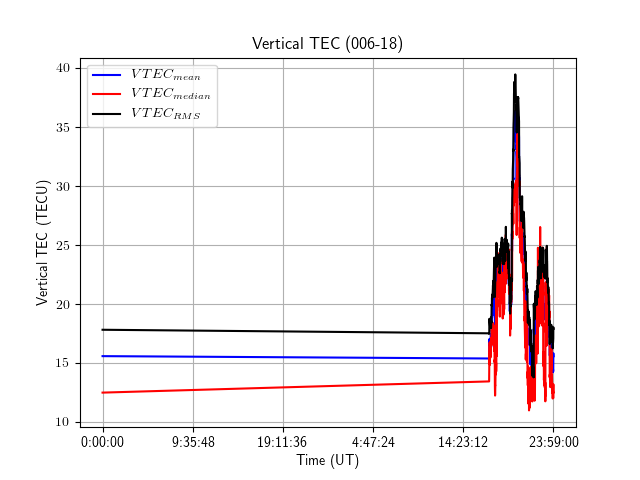 Vertical TEC (006-18)
VTEC_mean
VTEC_median
VTEC_RMS
Vertical TEC (TECU)
40
35
30
25
20
15
10
0:00:00 9:35:48 19:11:36 4:47:24 14:23:12 23:59:00
Time (UT)